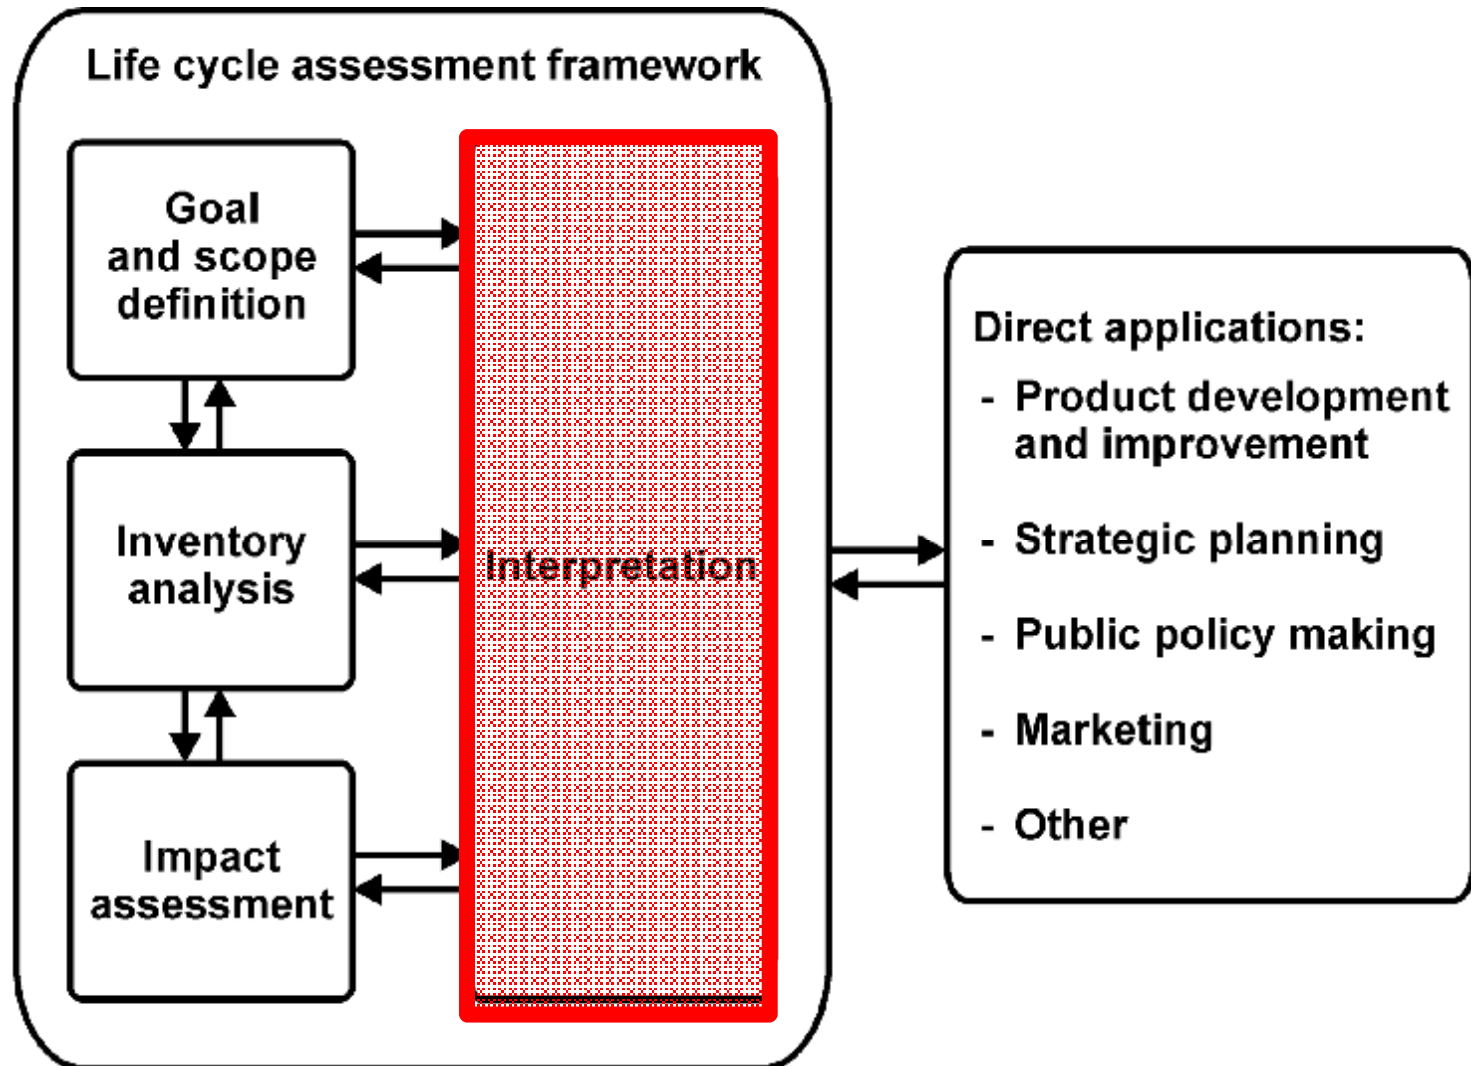 Life cycle assessment framework
Goal
and scope
definition
Inventory
analysis
Impact
assessment
Interpretation
Direct applications:
- Product development
and improvement
- Strategic planning
- Public policy making
- Marketing
- Other